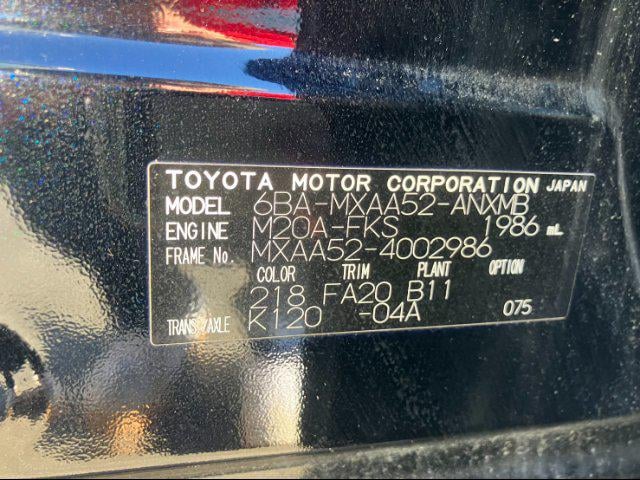 TOYOTA MOTOR CORPORATION JAPAN
MODEL 6BA-MXAA52-ANXMB
ENGINE M20A-FKS 1986 mL
FRAME No. MXAA52-4002986
COLOR TRIM PLANT OPTION
218 FA20 B11
TRANS./AXLE K120 -04A 075